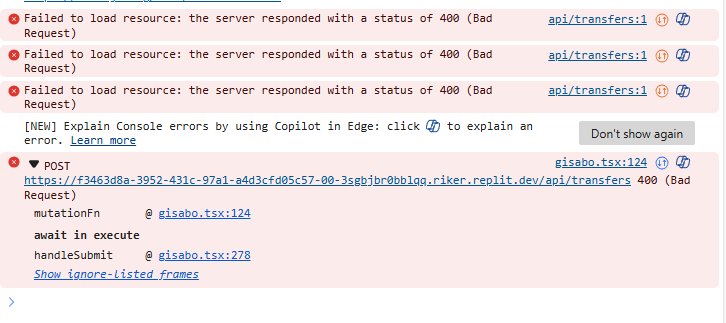 Failed to load resource: the server responded with a status of 400 (Bad api/transfers:1
Request)
Failed to load resource: the server responded with a status of 400 (Bad api/transfers:1
Request)
Failed to load resource: the server responded with a status of 400 (Bad api/transfers:1
Request)
[NEW] Explain Console errors by using Copilot in Edge: click to explain an
error. Learn more
Don't show again
POST gisabo.tsx:124
https://f3463d8a-3952-431c-97a1-a4d3cfd05c57-00-3sgbjbr0bblqq.riker.replit.dev/api/transfers 400 (Bad
Request)
mutationFn @ gisabo.tsx:124
await in execute
handleSubmit @ gisabo.tsx:278
Show ignore-listed frames